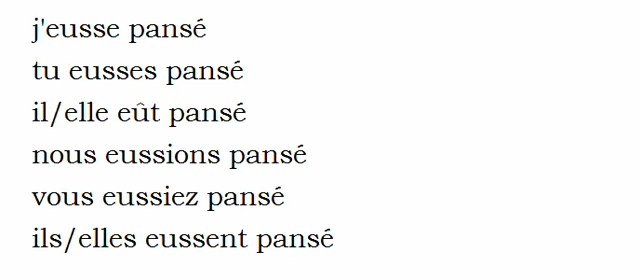 j'eusse pansé
tu eusses pansé
il/elle eût pansé
nous eussions pansé
vous eussiez pansé
ils/elles eussent pansé